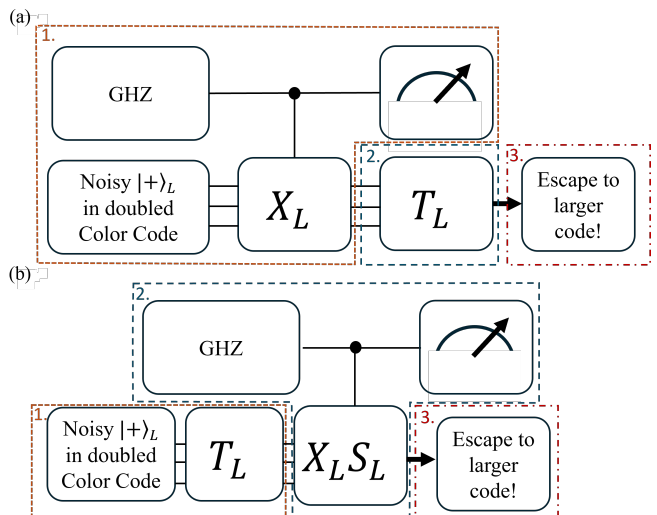 (a)
1.
GHZ
2.
3.
Noisy |+⟩_L
in doubled
Color Code
X_L
T_L
Escape to
larger
code!
(b)
2.
GHZ
1.
3.
Noisy |+⟩_L
in doubled
Color Code
T_L
X_L S_L
Escape to
larger
code!